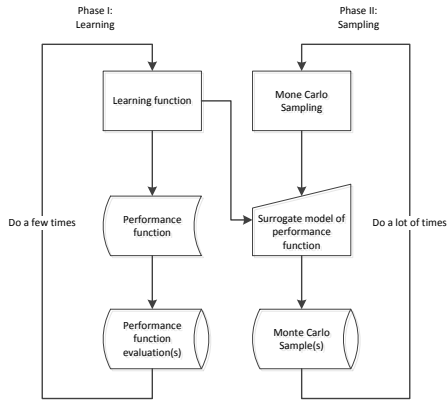 Phase I:
Learning
Phase II:
Sampling
Learning function
Mone Carlo
Sampling
Do a few times
Performance
function
Surrogate model of
performance
function
Do a lot of times
Performance
function
evaluation(s)
Monte Carlo
Sample(s)